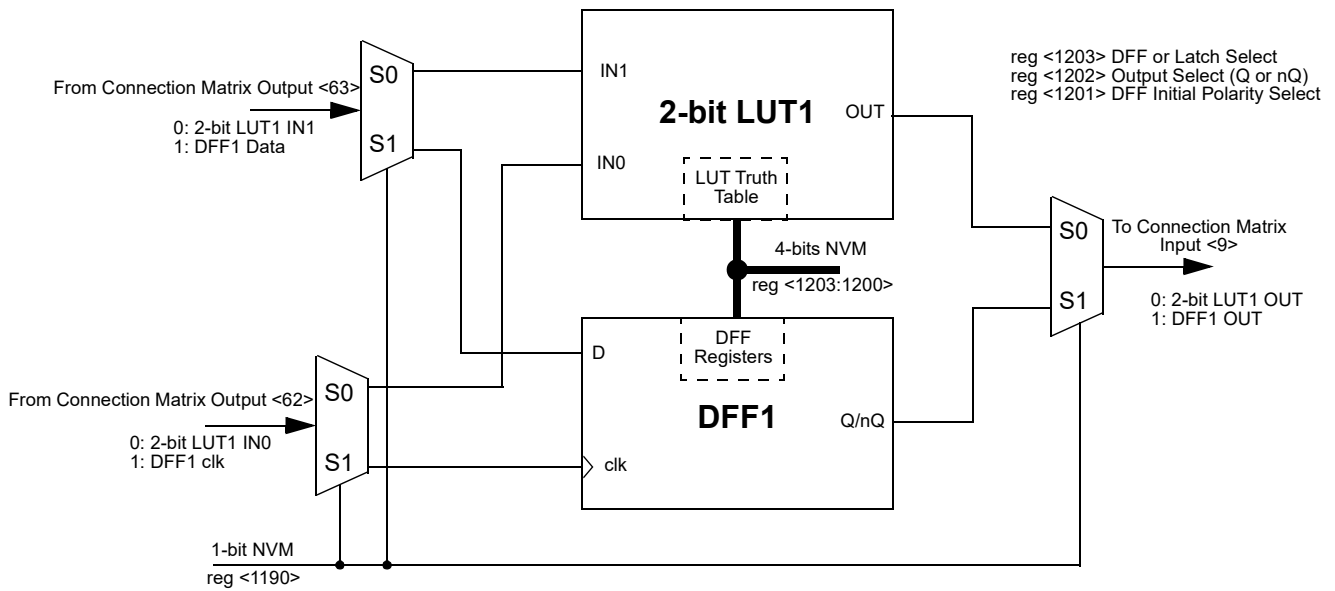 From Connection Matrix Output <63>
0: 2-bit LUT1 IN1
1: DFF1 Data
S0
S1
IN1
IN0
2-bit LUT1
OUT
LUT Truth
Table
reg <1203> DFF or Latch Select
reg <1202> Output Select (Q or nQ)
reg <1201> DFF Initial Polarity Select
4-bits NVM
reg <1203:1200>
S0
S1
To Connection Matrix
Input <9>
0: 2-bit LUT1 OUT
1: DFF1 OUT
From Connection Matrix Output <62>
0: 2-bit LUT1 IN0
1: DFF1 clk
S0
S1
D
DFF
Registers
DFF1
Q/nQ
clk
1-bit NVM
reg <1190>